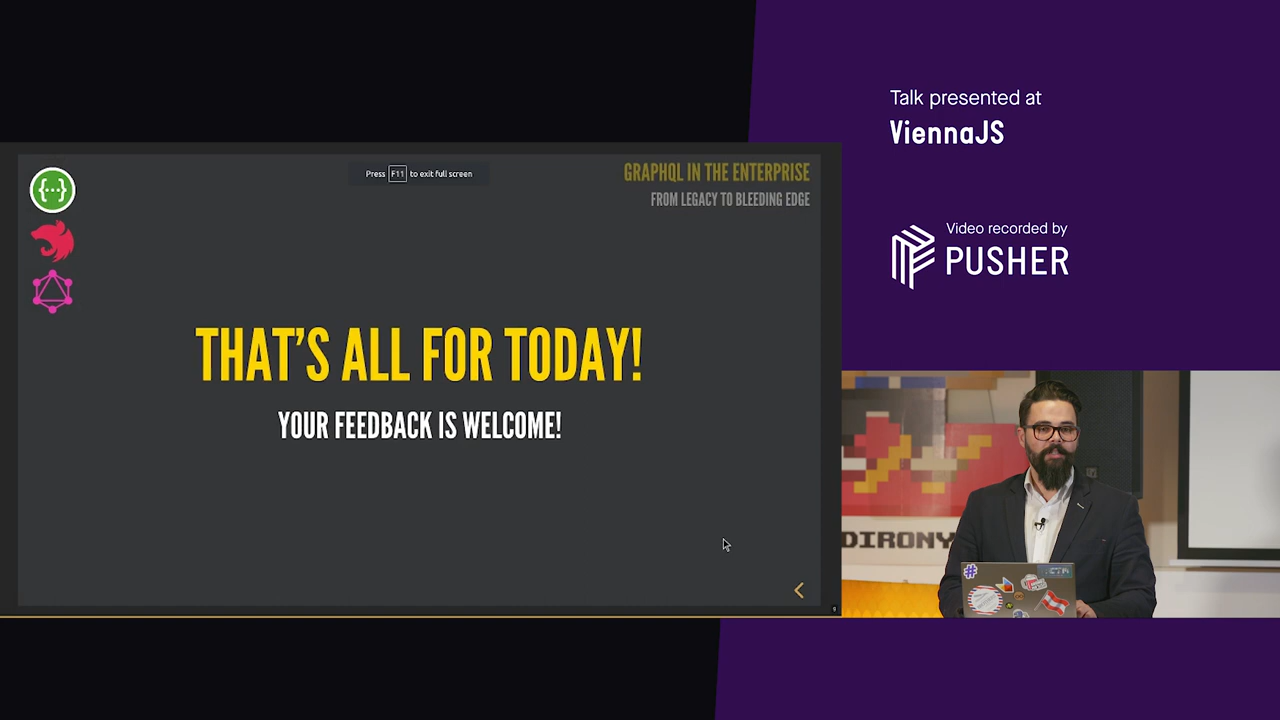 Talk presented at
ViennaJS
Video recorded by
PUSHER
Press F11 to exit full screen
GRAPHQL IN THE ENTERPRISE
FROM LEGACY TO BLEEDING EDGE
THAT'S ALL FOR TODAY!
YOUR FEEDBACK IS WELCOME!
DIRONY